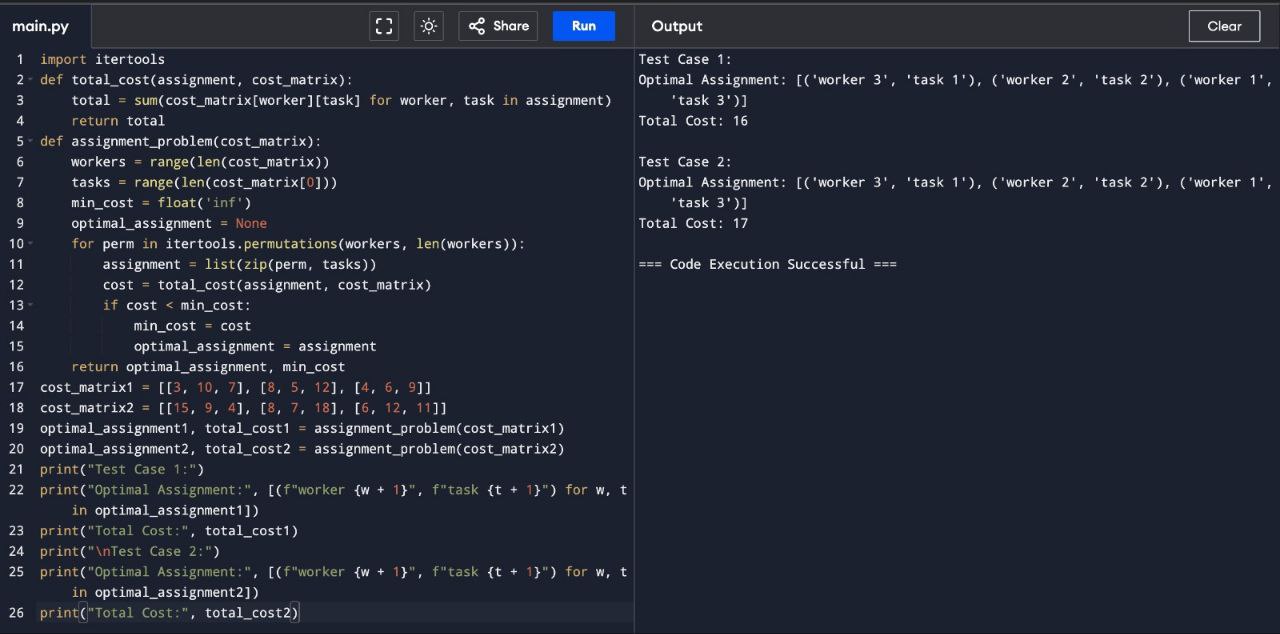 main.py
Share
Run
Output
Clear
1 import itertools
2 def total_cost(assignment, cost_matrix):
3     total = sum(cost_matrix[worker][task] for worker, task in assignment)
4     return total
5 def assignment_problem(cost_matrix):
6     workers = range(len(cost_matrix))
7     tasks = range(len(cost_matrix[0]))
8     min_cost = float('inf')
9     optimal_assignment = None
10     for perm in itertools.permutations(workers, len(workers)):
11         assignment = list(zip(perm, tasks))
12         cost = total_cost(assignment, cost_matrix)
13         if cost < min_cost:
14             min_cost = cost
15             optimal_assignment = assignment
16     return optimal_assignment, min_cost
17 cost_matrix1 = [[3, 10, 7], [8, 5, 12], [4, 6, 9]]
18 cost_matrix2 = [[15, 9, 4], [8, 7, 18], [6, 12, 11]]
19 optimal_assignment1, total_cost1 = assignment_problem(cost_matrix1)
20 optimal_assignment2, total_cost2 = assignment_problem(cost_matrix2)
21 print("Test Case 1:")
22 print("Optimal Assignment:", [(f"worker {w + 1}", f"task {t + 1}") for w, t
    in optimal_assignment1])
23 print("Total Cost:", total_cost1)
24 print("\nTest Case 2:")
25 print("Optimal Assignment:", [(f"worker {w + 1}", f"task {t + 1}") for w, t
    in optimal_assignment2])
26 print("Total Cost:", total_cost2)
Test Case 1:
Optimal Assignment: [('worker 3', 'task 1'), ('worker 2', 'task 2'), ('worker 1',
    'task 3')]
Total Cost: 16
Test Case 2:
Optimal Assignment: [('worker 3', 'task 1'), ('worker 2', 'task 2'), ('worker 1',
    'task 3')]
Total Cost: 17
=== Code Execution Successful ===